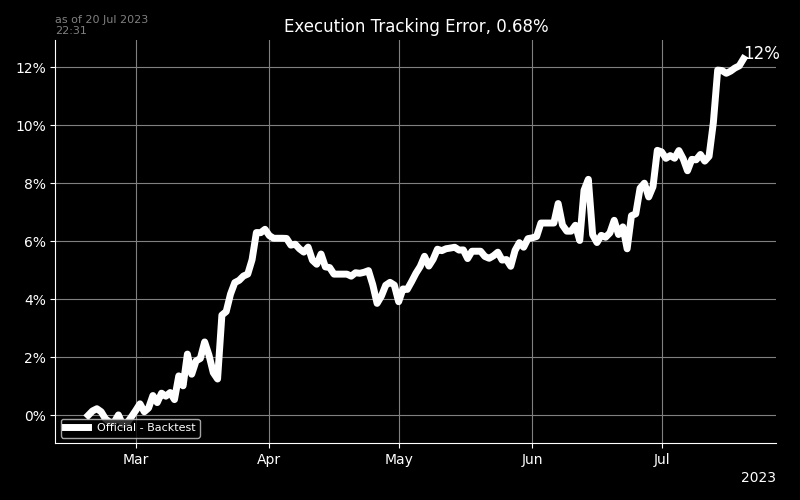 as of 20 Jul 2023
22:31
Execution Tracking Error, 0.68%
12%
12%
10%
8%
6%
4%
2%
0%
Official - Backtest
Mar Apr May Jun Jul
2023